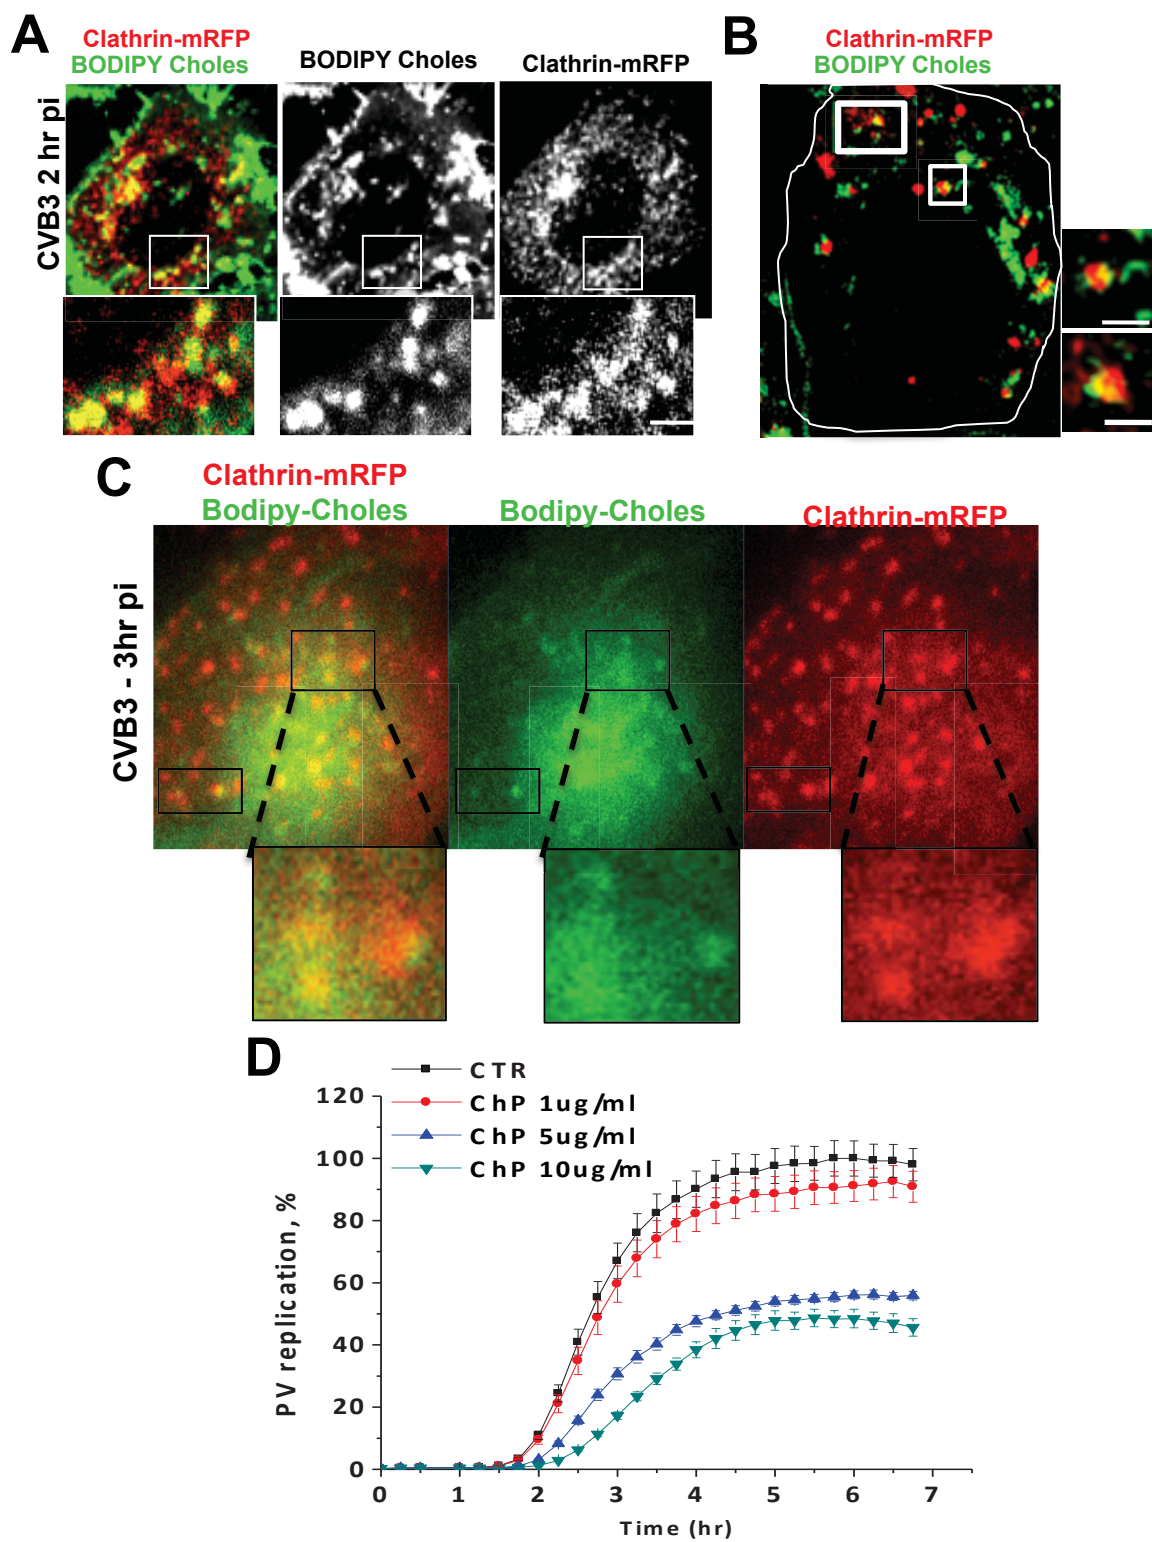 A
Clathrin-mRFP
BODIPY Choles
BODIPY Choles
Clathrin-mRFP
CVB3 2 hr pi
B
Clathrin-mRFP
BODIPY Choles
C
Clathrin-mRFP
Bodipy-Choles
Bodipy-Choles
Clathrin-mRFP
CVB3 - 3hr pi
D
CTR
ChP 1ug/ml
ChP 5ug/ml
ChP 10ug/ml
PV replication, %
120
100
80
60
40
20
0
0 1 2 3 4 5 6 7
Time (hr)